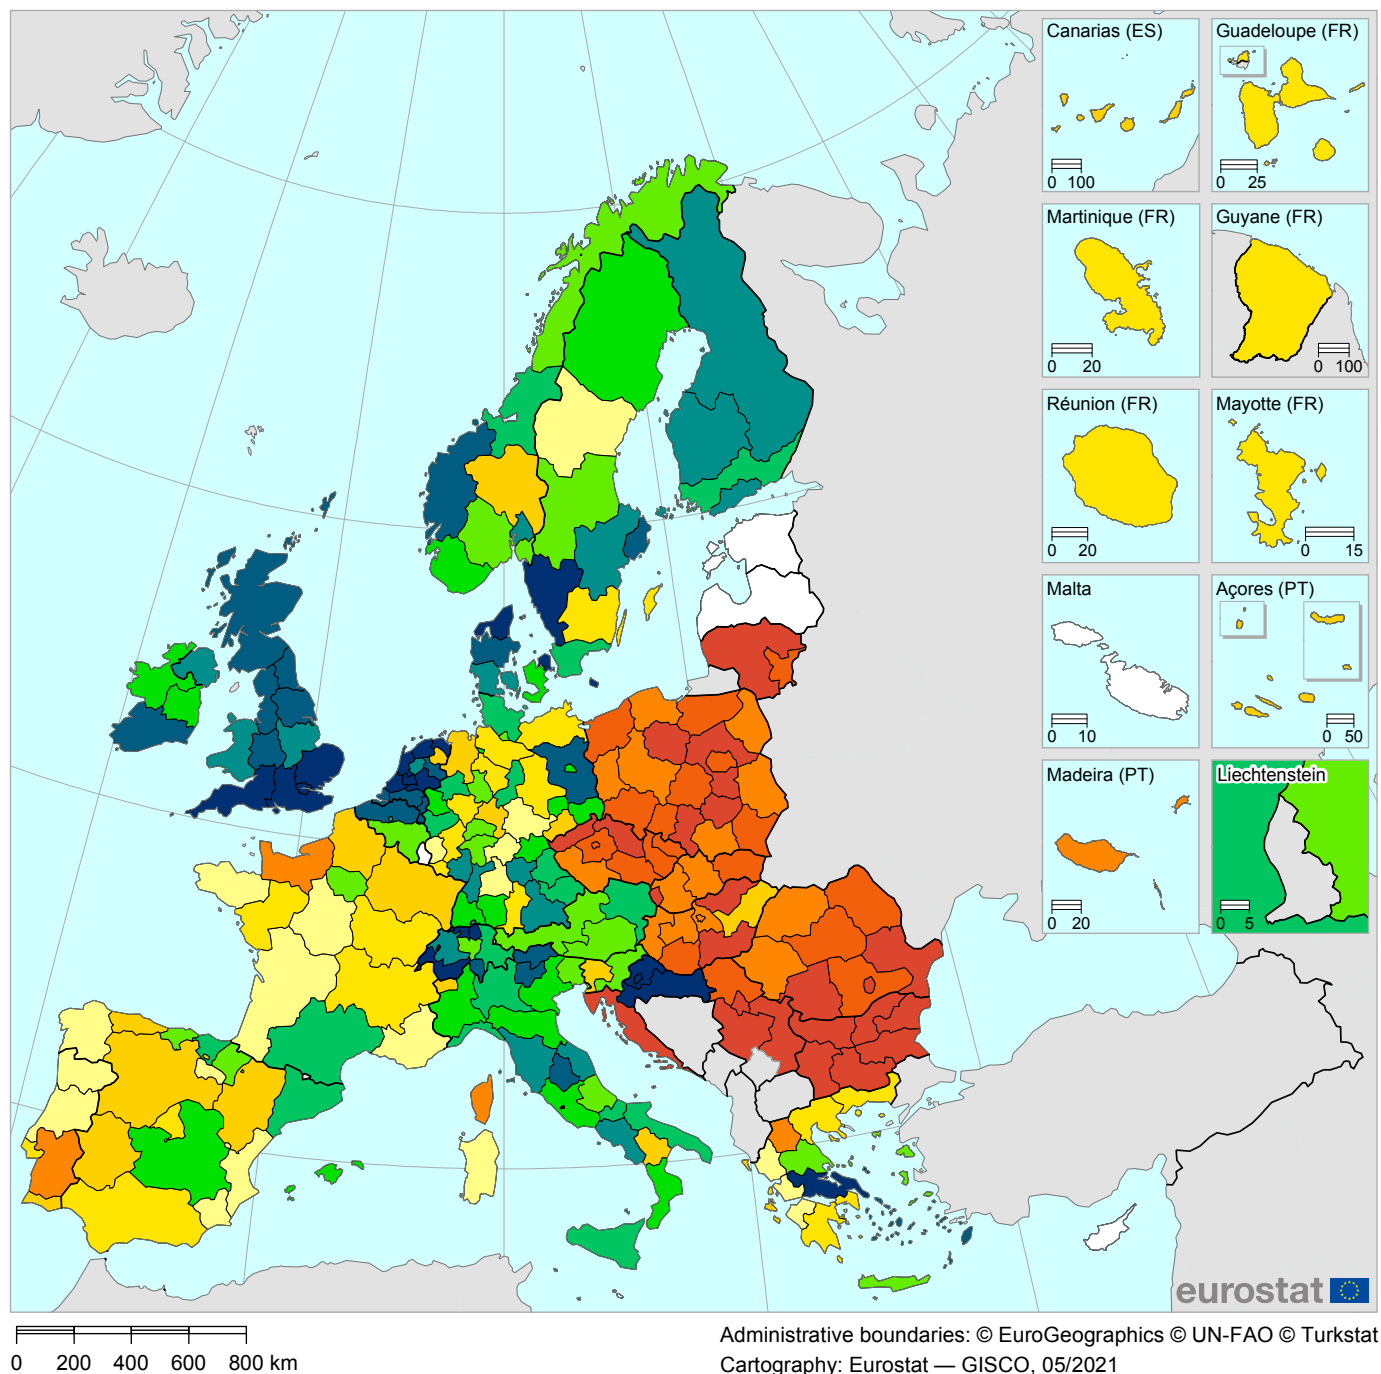 Canarias (ES)
0 100
Guadeloupe (FR)
0 25
Martinique (FR)
0 20
Guyane (FR)
0 100
Réunion (FR)
0 20
Mayotte (FR)
0 15
Malta
0 10
Açores (PT)
0 50
Madeira (PT)
0 20
Liechtenstein
0 5
eurostat
0 200 400 600 800 km
Administrative boundaries: © EuroGeographics © UN-FAO © Turkstat
Cartography: Eurostat — GISCO, 05/2021